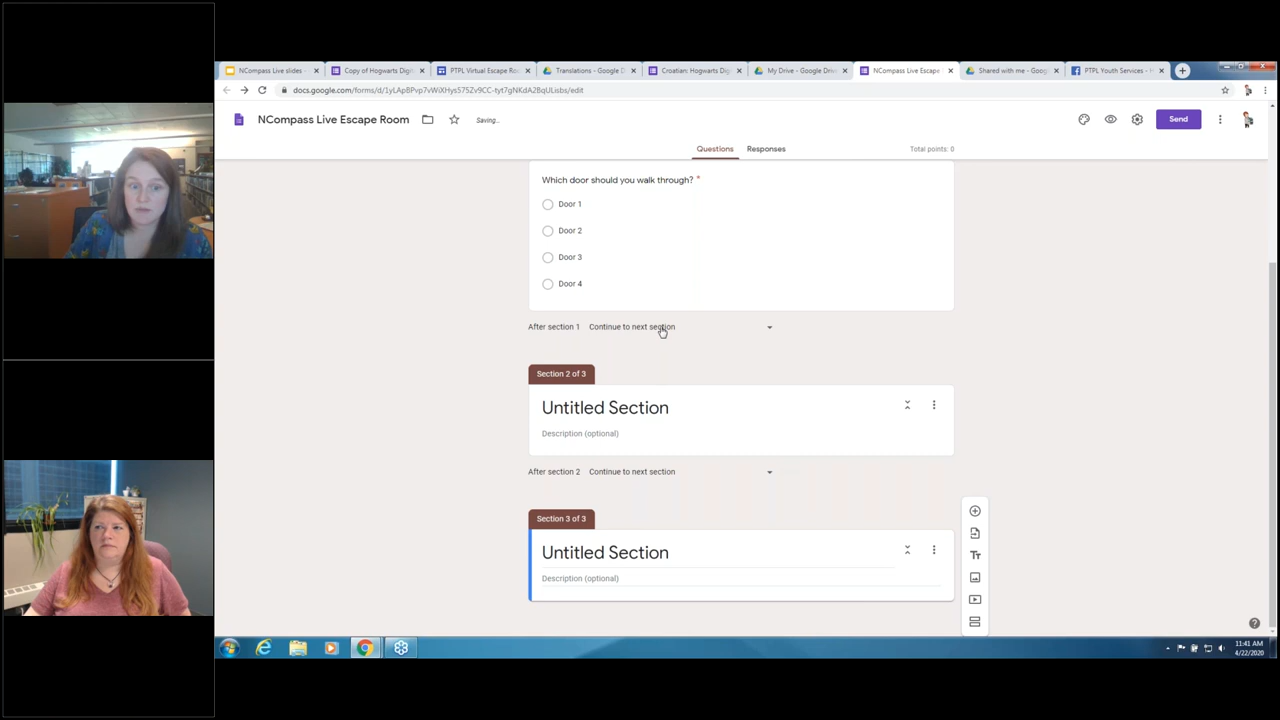 NCompass Live slides -
Copy of Hogwarts Digi
PTPL Virtual Escape Ro
Translations - Google D
Croatian: Hogwarts Dig
My Drive - Google Driv
NCompass Live Escape
Shared with me - Goog
PTPL Youth Services - 
docs.google.com/forms/d/1yLApBPvp7vWiXHys575Zv9CC-tyt7gNKdA2BqULisbs/edit
NCompass Live Escape Room
Saving...
Send
Questions
Responses
Total points: 0
Which door should you walk through? *
Door 1
Door 2
Door 3
Door 4
After section 1 Continue to next section
Section 2 of 3
Untitled Section
Description (optional)
After section 2 Continue to next section
Section 3 of 3
Untitled Section
Description (optional)
Tт
11:41 AM
4/22/2020